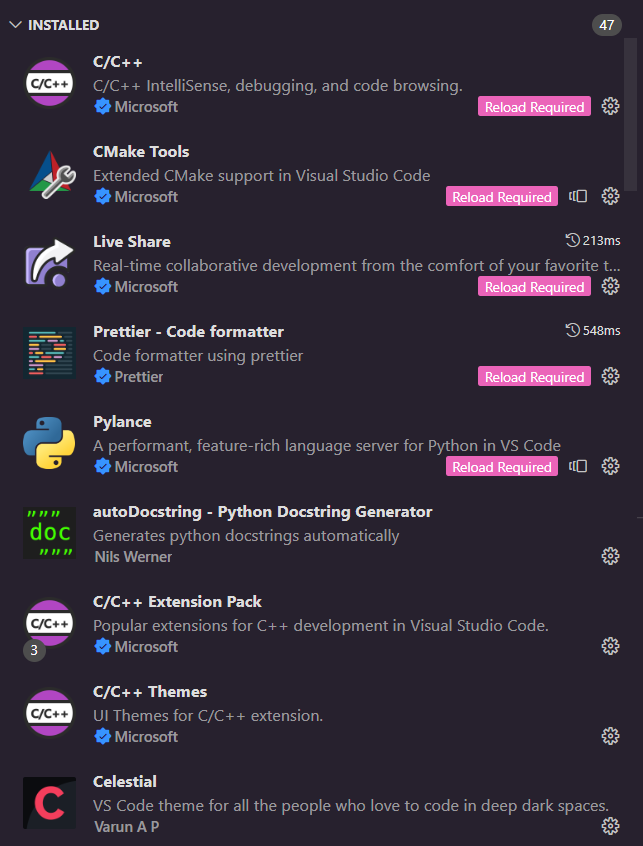 INSTALLED 47
C/C++
C/C++ C/C++ IntelliSense, debugging, and code browsing.
Microsoft Reload Required
CMake Tools
Extended CMake support in Visual Studio Code
Microsoft Reload Required
Live Share 213ms
Real-time collaborative development from the comfort of your favorite t...
Microsoft Reload Required
Prettier - Code formatter 548ms
Code formatter using prettier
Prettier Reload Required
Pylance
A performant, feature-rich language server for Python in VS Code
Microsoft Reload Required
autoDocstring - Python Docstring Generator
"""
doc
"""
Generates python docstrings automatically
Nils Werner
C/C++ Extension Pack
C/C++ Popular extensions for C++ development in Visual Studio Code.
3 Microsoft
C/C++ Themes
C/C++ UI Themes for C/C++ extension.
Microsoft
Celestial
C VS Code theme for all the people who love to code in deep dark spaces.
Varun A P